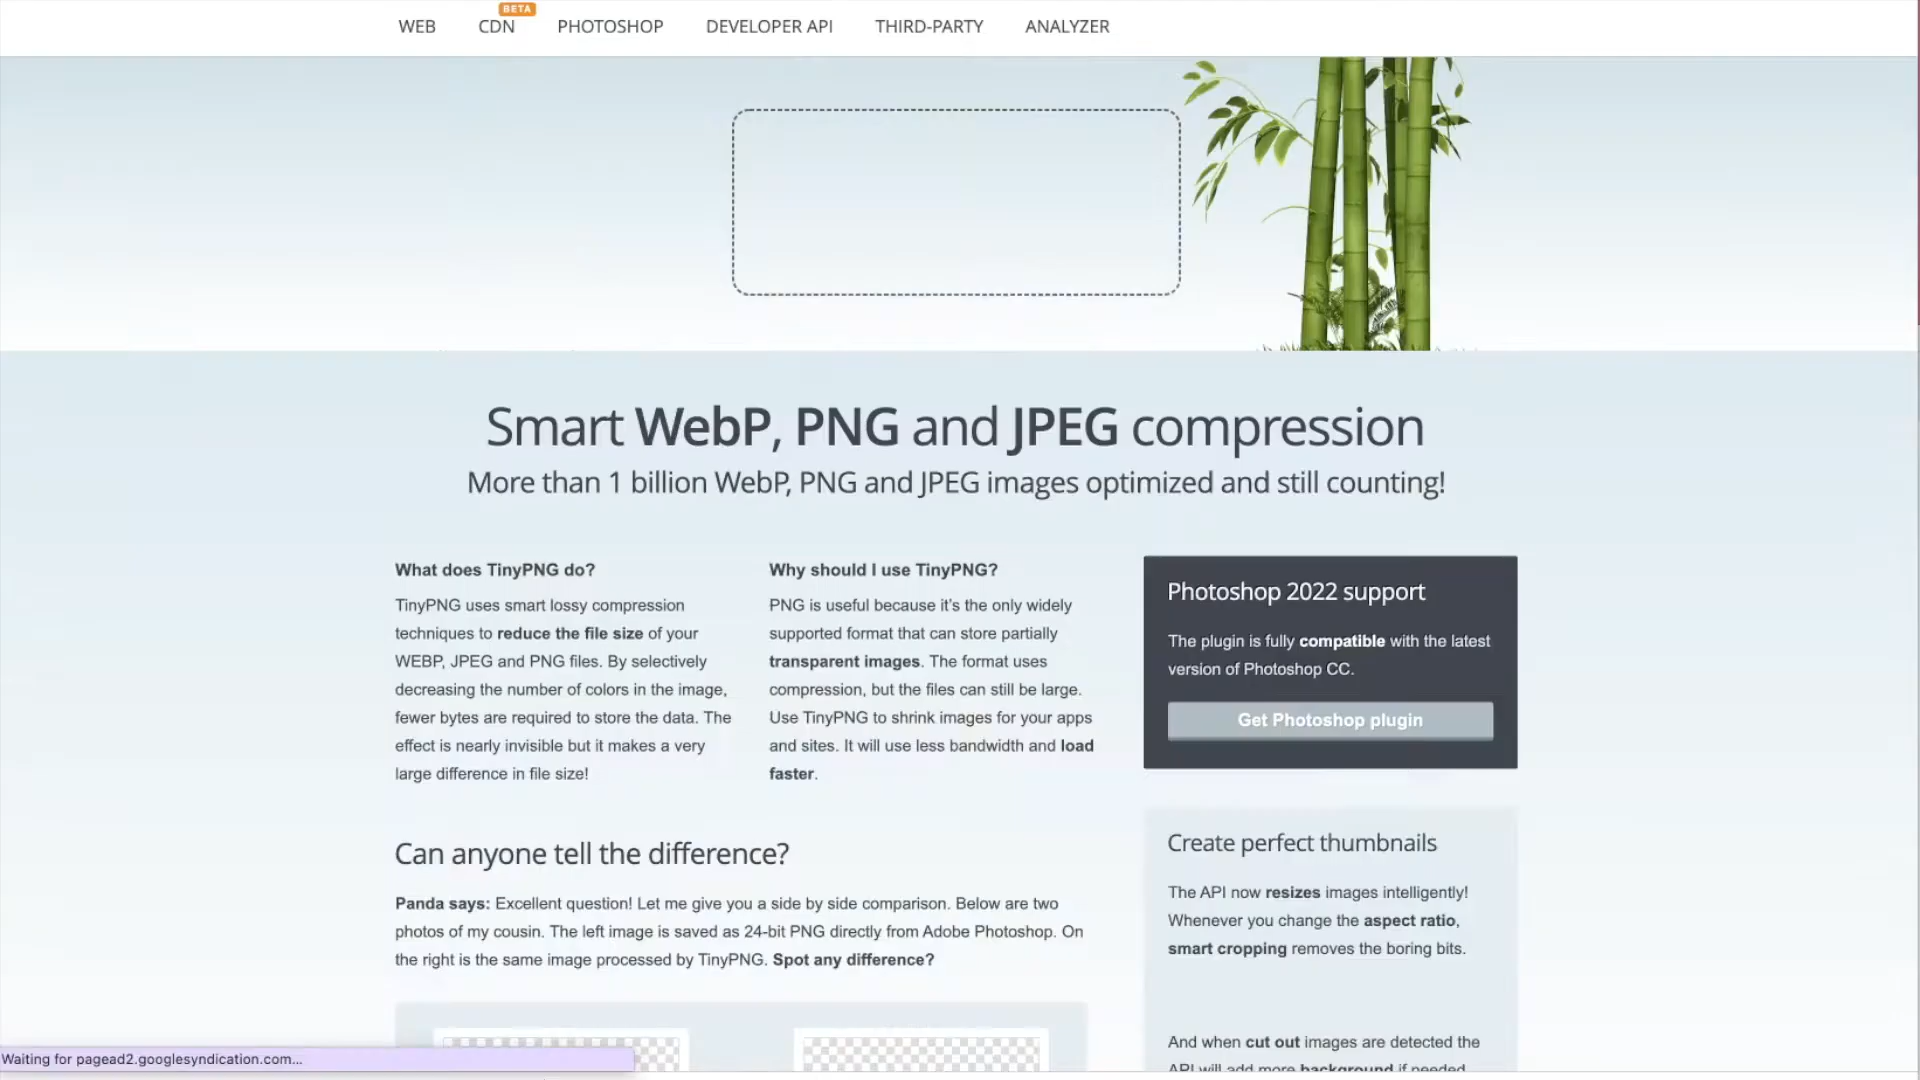 WEB CDN BETA PHOTOSHOP DEVELOPER API THIRD-PARTY ANALYZER
Smart WebP, PNG and JPEG compression
More than 1 billion WebP, PNG and JPEG images optimized and still counting!
What does TinyPNG do?
TinyPNG uses smart lossy compression
techniques to reduce the file size of your
WEBP, JPEG and PNG files. By selectively
decreasing the number of colors in the image,
fewer bytes are required to store the data. The
effect is nearly invisible but it makes a very
large difference in file size!
Why should I use TinyPNG?
PNG is useful because it's the only widely
supported format that can store partially
transparent images. The format uses
compression, but the files can still be large.
Use TinyPNG to shrink images for your apps
and sites. It will use less bandwidth and load
faster.
Photoshop 2022 support
The plugin is fully compatible with the latest
version of Photoshop CC.
Get Photoshop plugin
Can anyone tell the difference?
Panda says: Excellent question! Let me give you a side by side comparison. Below are two
photos of my cousin. The left image is saved as 24-bit PNG directly from Adobe Photoshop. On
the right is the same image processed by TinyPNG. Spot any difference?
Create perfect thumbnails
The API now resizes images intelligently!
Whenever you change the aspect ratio,
smart cropping removes the boring bits.
And when cut out images are detected the
API will add more background if needed
Waiting for pagead2.googlesyndication.com...